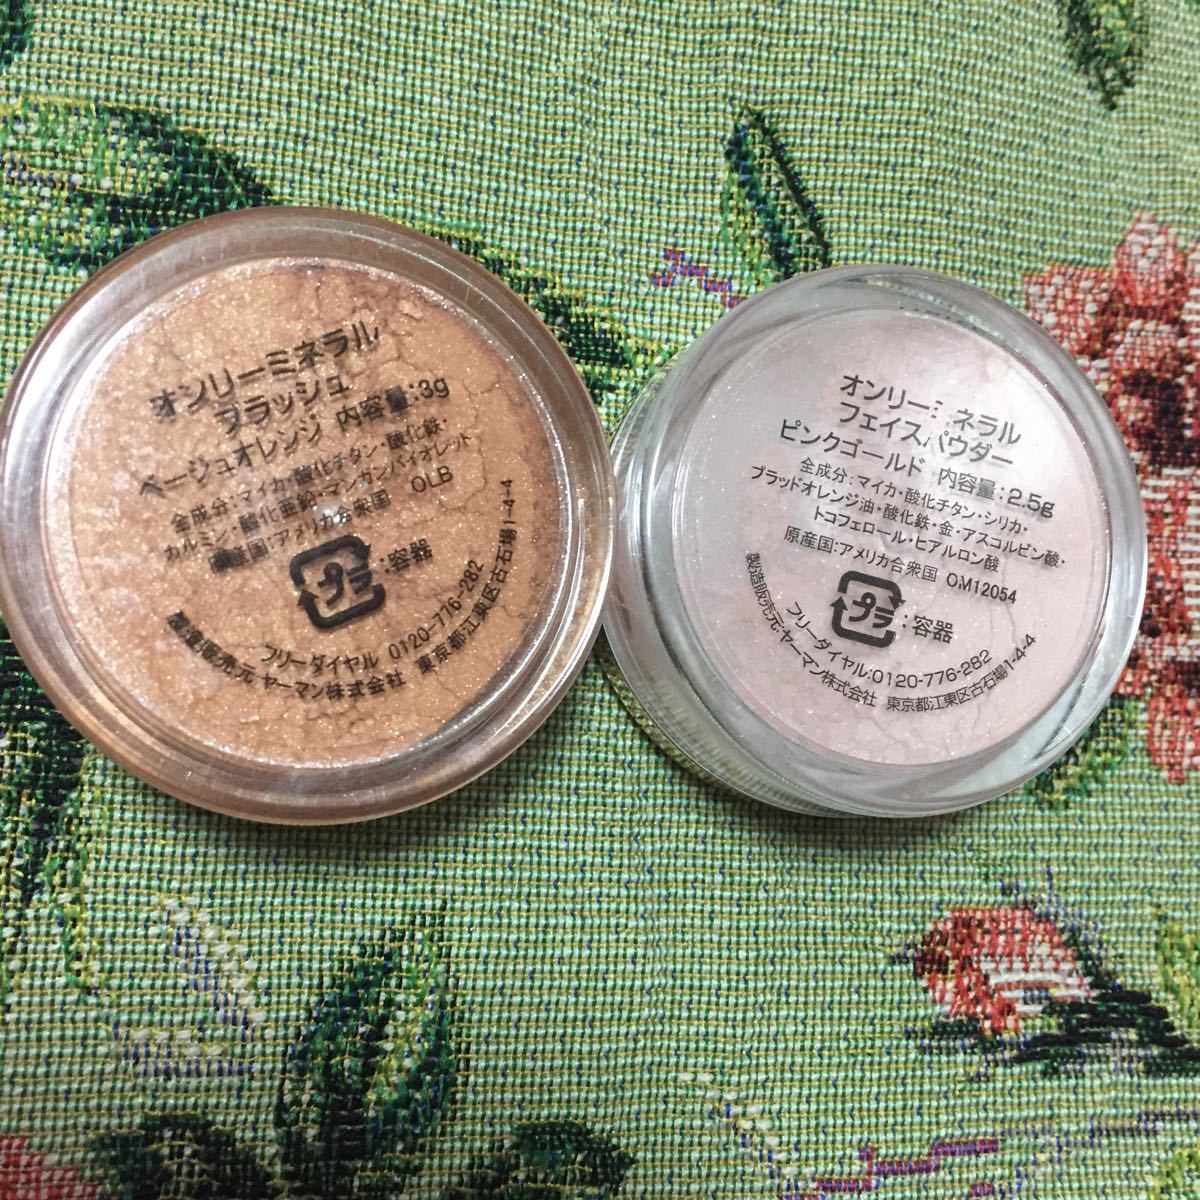 オンリーミネラル
ブラッシュ
ベージュオレンジ 内容量:3g
全成分:マイカ・酸化チタン・酸化鉄・
カルミン・酸化亜鉛・マンガンバイオレット
原産国:アメリカ合衆国 OLB
プラ :容器
フリーダイヤル 0120-776-282
製造販売元 ヤーマン株式会社 東京都江東区古石場1-4-4
オンリーミネラル
フェイスパウダー
ピンクゴールド 内容量:2.5g
全成分:マイカ・酸化チタン・シリカ・
ブラッドオレンジ油・酸化鉄・金・アスコルビン酸・
トコフェロール・ヒアルロン酸
原産国:アメリカ合衆国 OM12054
プラ :容器
フリーダイヤル:0120-776-282
製造販売元:ヤーマン株式会社 東京都江東区古石場1-4-4